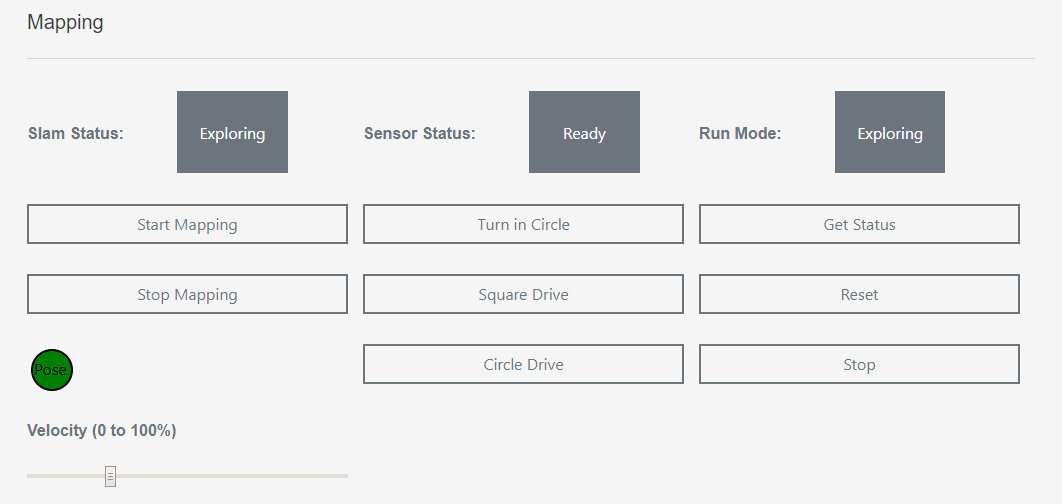 Mapping
Slam Status:
Exploring
Sensor Status:
Ready
Run Mode:
Exploring
Start Mapping
Turn in Circle
Get Status
Stop Mapping
Square Drive
Reset
Pose
Circle Drive
Stop
Velocity (0 to 100%)